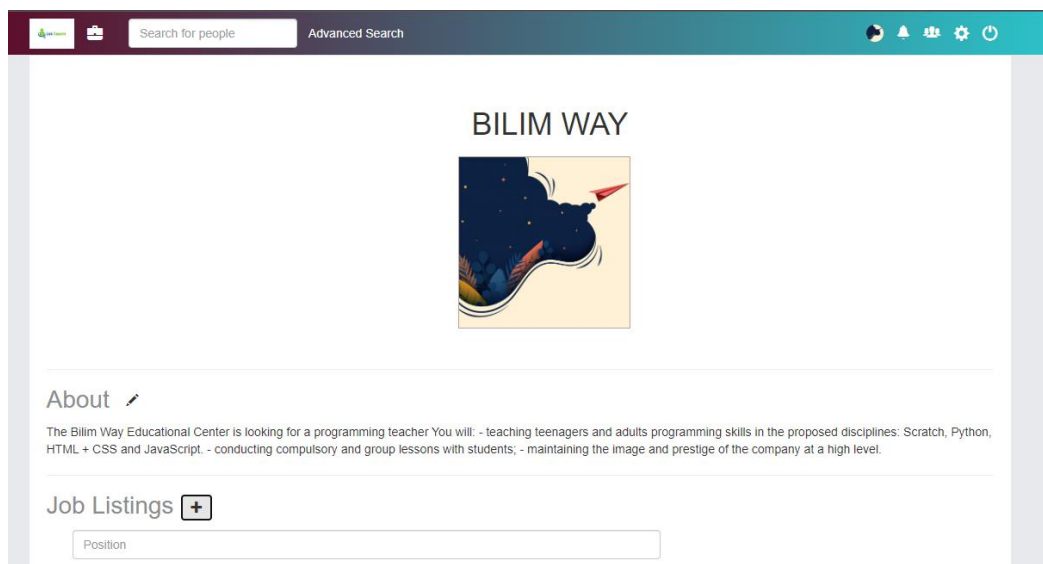 Search for people
Advanced Search
BILIM WAY
About
The Bilim Way Educational Center is looking for a programming teacher You will: - teaching teenagers and adults programming skills in the proposed disciplines: Scratch, Python,
HTML + CSS and JavaScript. - conducting compulsory and group lessons with students; - maintaining the image and prestige of the company at a high level.
Job Listings +
Position